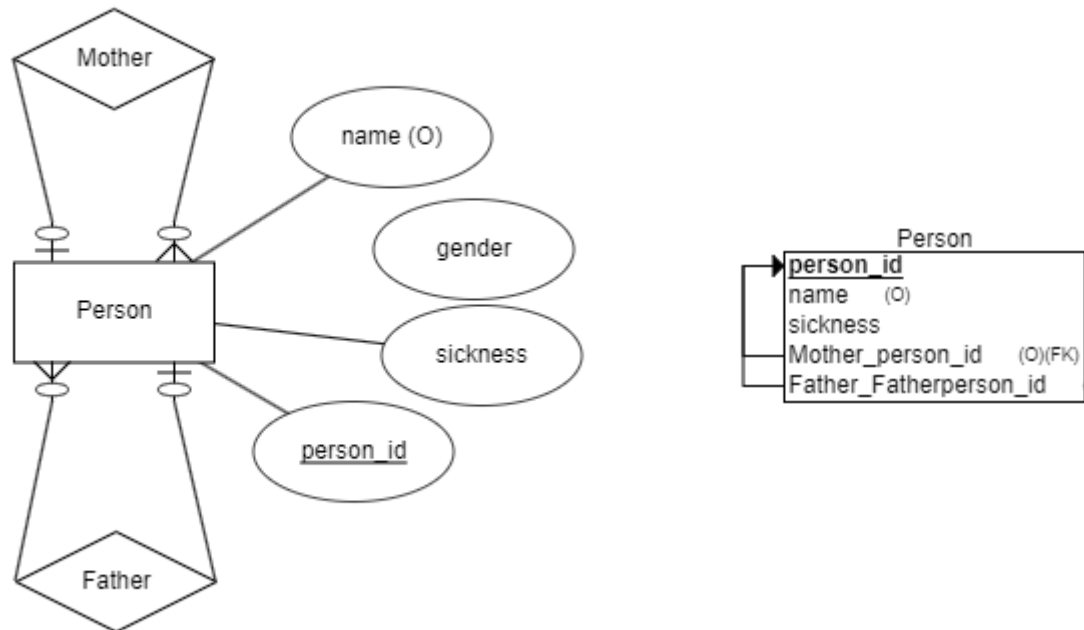 Mother
name (O)
gender
Person
sickness
person_id
Father
Person
person_id
name (O)
sickness
Mother_person_id (O)(FK)
Father_Fatherperson_id